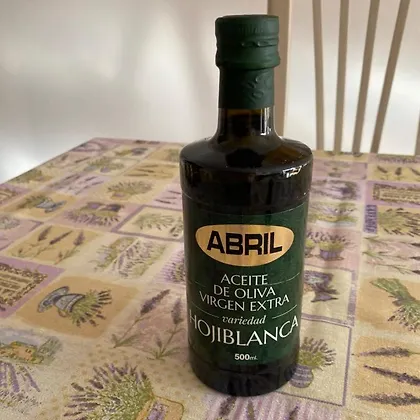 ABRIL
ACEITE
DE OLIVA
VIRGEN EXTRA
variedad
HOJIBLANCA
500ml.